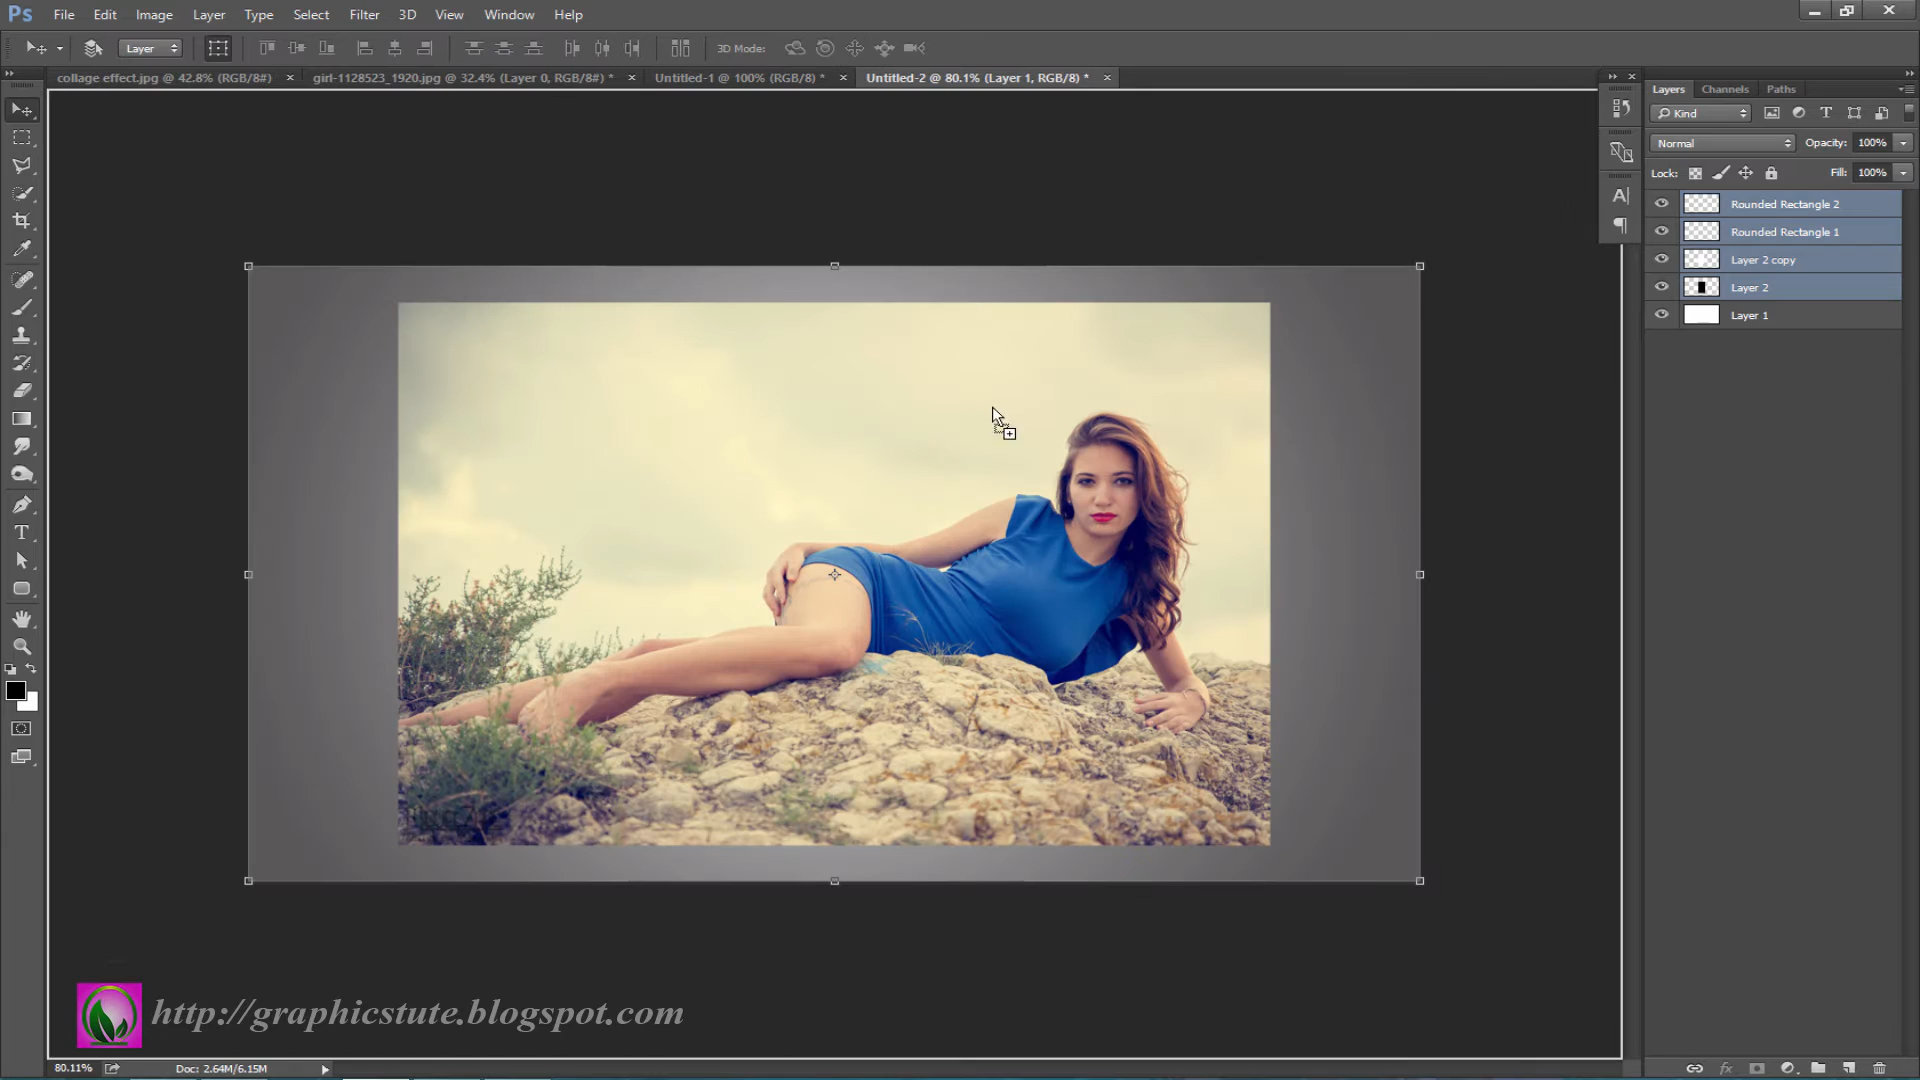 Ps File Edit Image Layer Type Select Filter 3D View Window Help
Layer 3D Mode:
collage effect.jpg @ 42.8% (RGB/8#) × girl-1128523_1920.jpg @ 32.4% (Layer 0, RGB/8#) * × Untitled-1 @ 100% (RGB/8) * × Untitled-2 @ 80.1% (Layer 1, RGB/8) * ×
Layers Channels Paths
Kind
Normal Opacity: 100%
Lock: Fill: 100%
Rounded Rectangle 2
Rounded Rectangle 1
Layer 2 copy
Layer 2
Layer 1
http://graphicstute.blogspot.com
80.11% Doc: 2.64M/6.15M